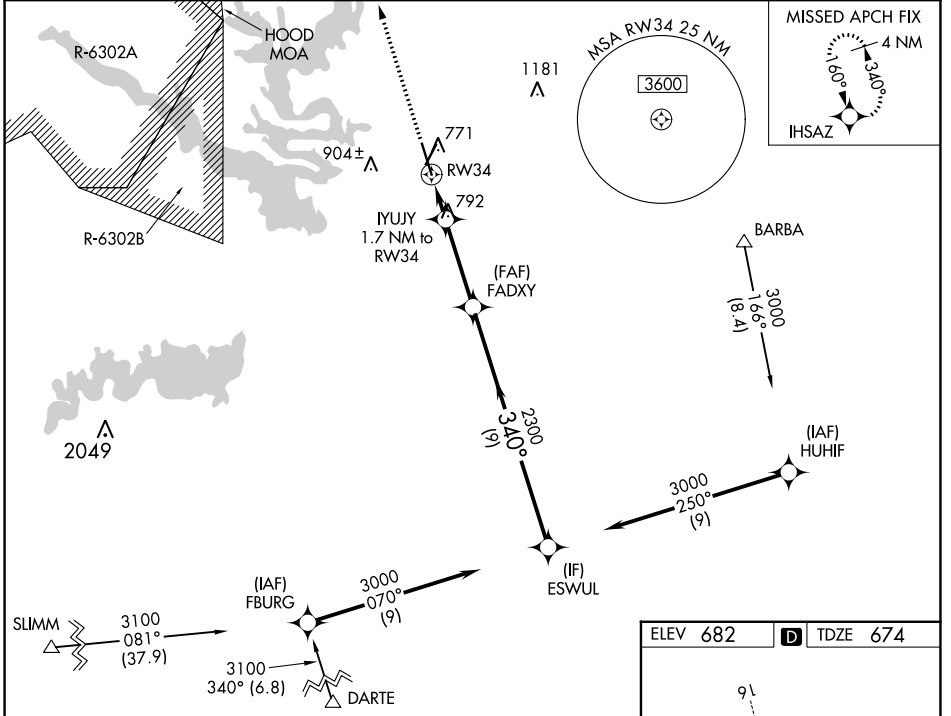 R-6302A
HOOD
MOA
MSA RW34 25 NM
3600
MISSED APCH FIX
4 NM
160°
340°
IHSAZ
1181
904±
771
RW34
792
IYUJY
1.7 NM to
RW34
R-6302B
(FAF)
FADXY
BARBA
3000
166°
(8.4)
2049
2300
340°
(9)
(IAF)
HUHIF
3000
250°
(9)
(IF)
ESWUL
(IAF)
FBURG
3000
070°
(9)
SLIMM
3100
081°
(37.9)
3100
340° (6.8)
DARTE
ELEV 682 D TDZE 674
16